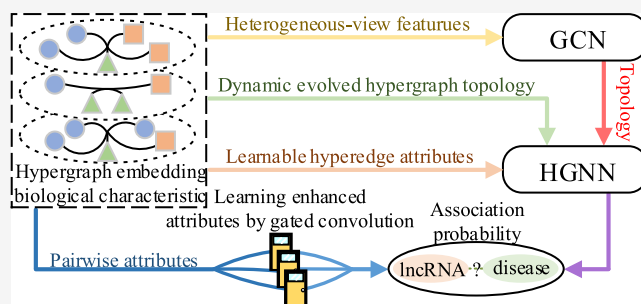 Heterogeneous-view featurues
GCN
Dynamic evolved hypergraph topology
Topology
Learnable hyperedge attributes
HGNN
Hypergraph embedding
biological characteristic
Learning enhanced
attributes by gated convolution
Association
probability
Pairwise attributes
lncRNA ? disease